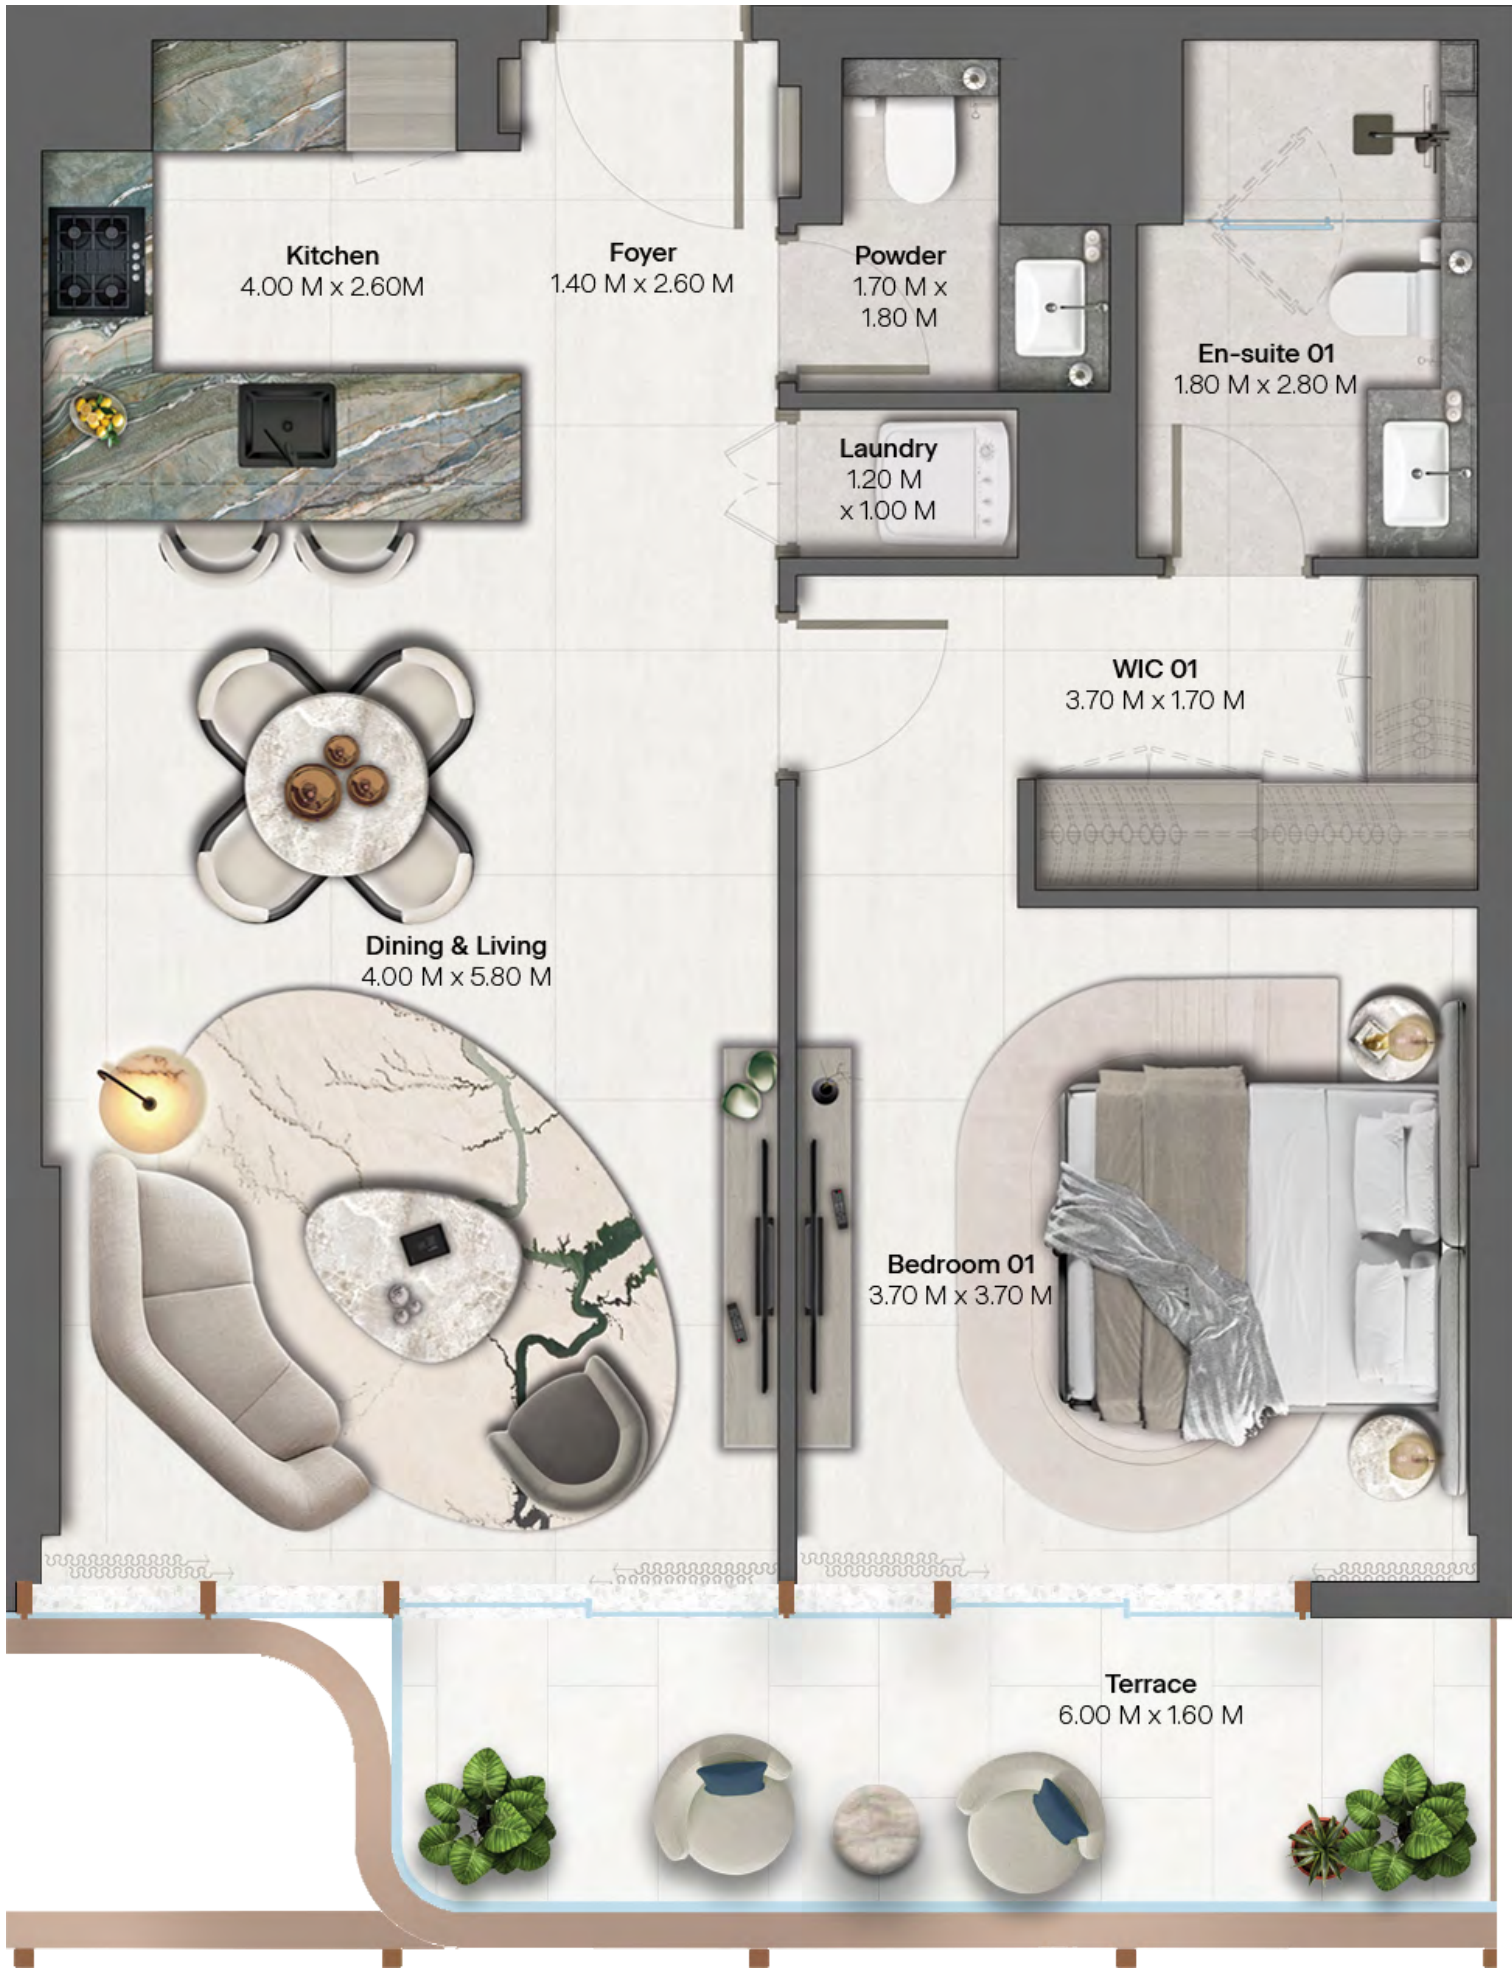 Kitchen
4.00 M x 2.60M
Foyer
1.40 M x 2.60 M
Powder
1.70 M x
1.80 M
En-suite 01
1.80 M x 2.80 M
Laundry
1.20 M
x 1.00 M
WIC 01
3.70 M x 1.70 M
Dining & Living
4.00 M x 5.80 M
Bedroom 01
3.70 M x 3.70 M
Terrace
6.00 M x 1.60 M